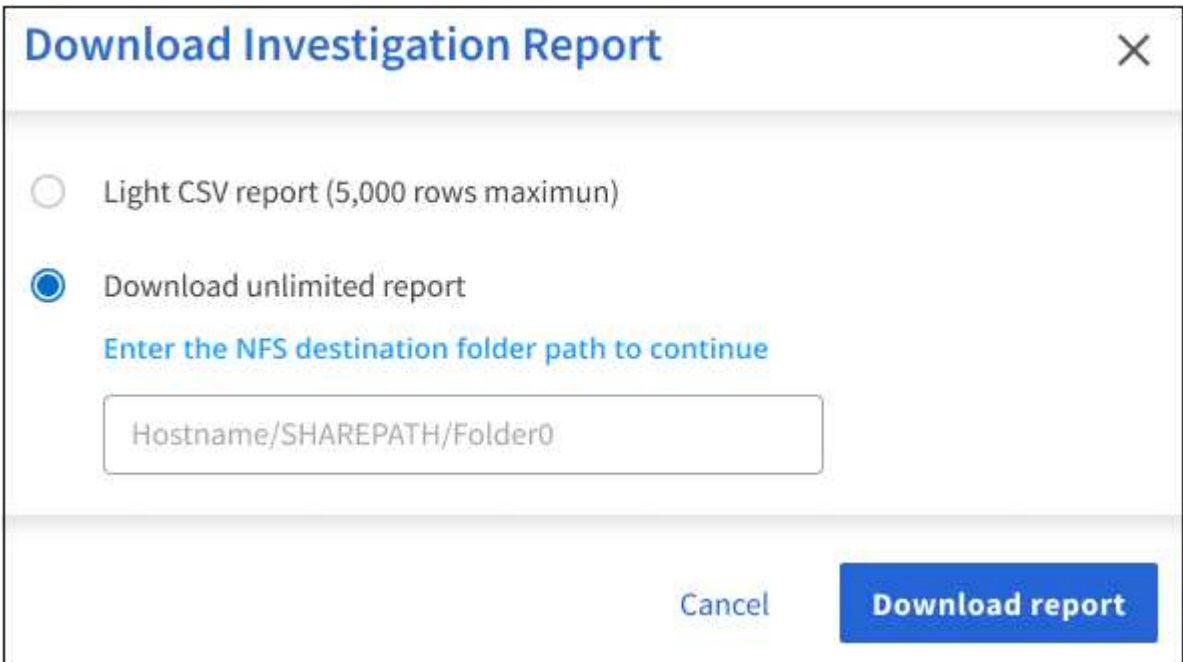 Download Investigation Report
Light CSV report (5,000 rows maximun)
Download unlimited report
Enter the NFS destination folder path to continue
Hostname/SHAREPATH/Folder0
Cancel
Download report